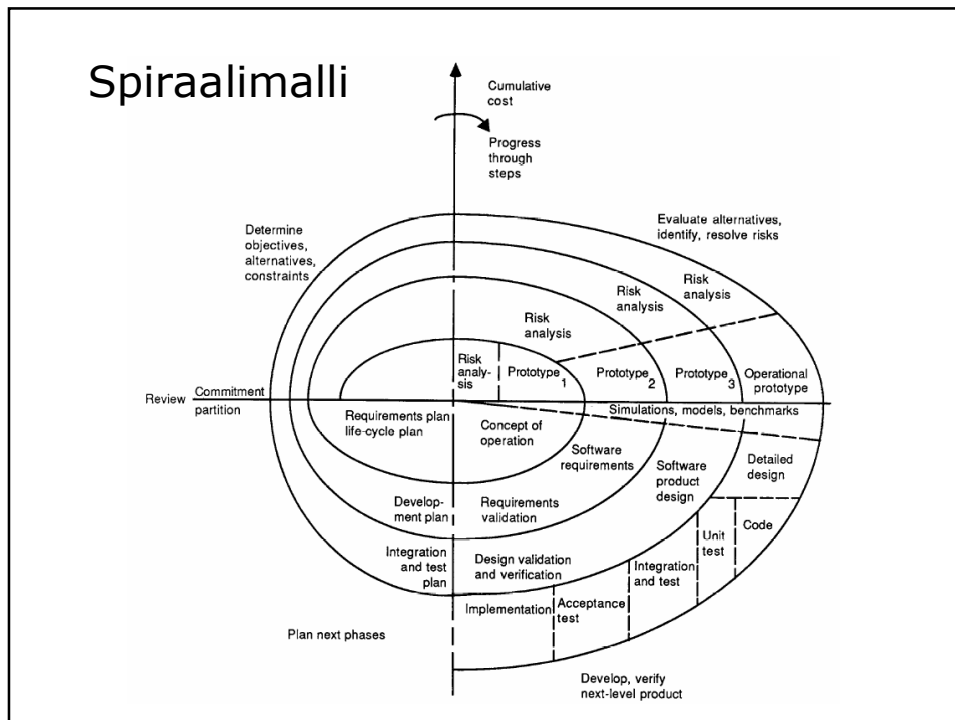 Spiraalimalli
Cumulative
cost
Progress
through
steps
Determine
objectives,
alternatives,
constraints
Evaluate alternatives,
identify, resolve risks
Risk
analysis
Risk
analysis
Risk
analysis
Risk
analy-
sis
Prototype 1
Prototype 2
Prototype 3
Operational
prototype
Review
Commitment
partition
Simulations, models, benchmarks
Requirements plan
life-cycle plan
Concept of
operation
Software
requirements
Software
product
design
Detailed
design
Develop-
ment plan
Requirements
validation
Code
Unit
test
Integration
and test
plan
Design validation
and verification
Integration
and test
Implementation
Acceptance
test
Plan next phases
Develop, verify
next-level product